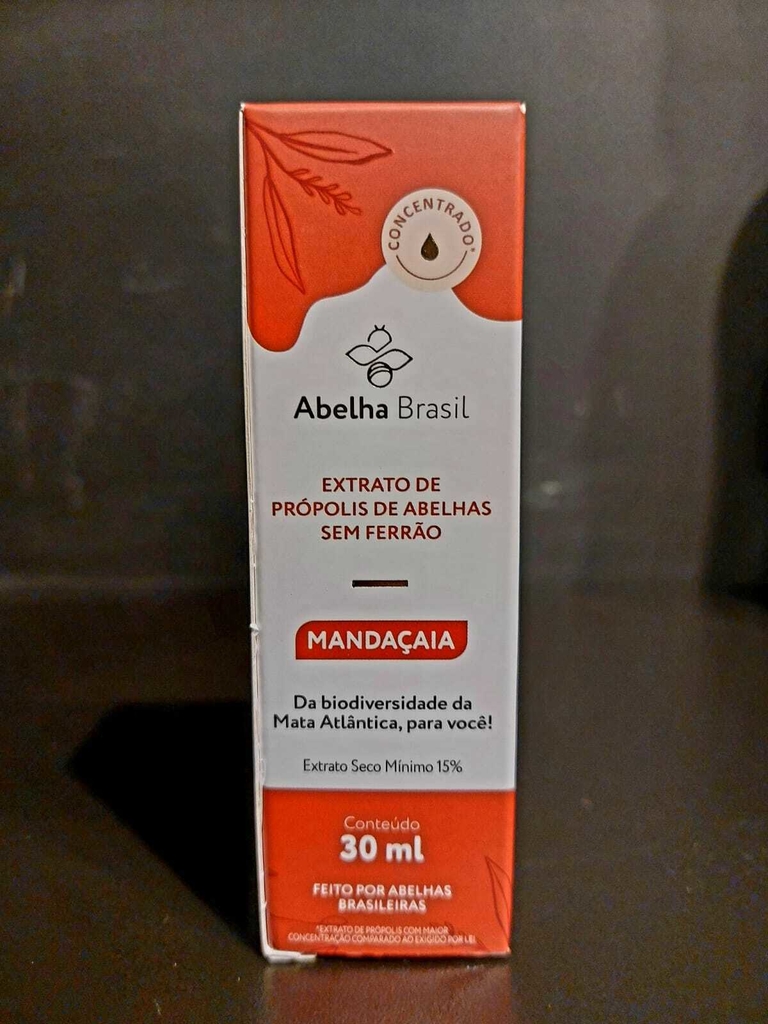 CONCENTRADO*
Abelha Brasil
EXTRATO DE
PRÓPOLIS DE ABELHAS
SEM FERRÃO
MANDAÇAIA
Da biodiversidade da
Mata Atlântica, para você!
Extrato Seco Mínimo 15%
Conteúdo
30 ml
FEITO POR ABELHAS
BRASILEIRAS
*EXTRATO DE PRÓPOLIS COM MAIOR
CONCENTRAÇÃO COMPARADO AO EXIGIDO POR LEI